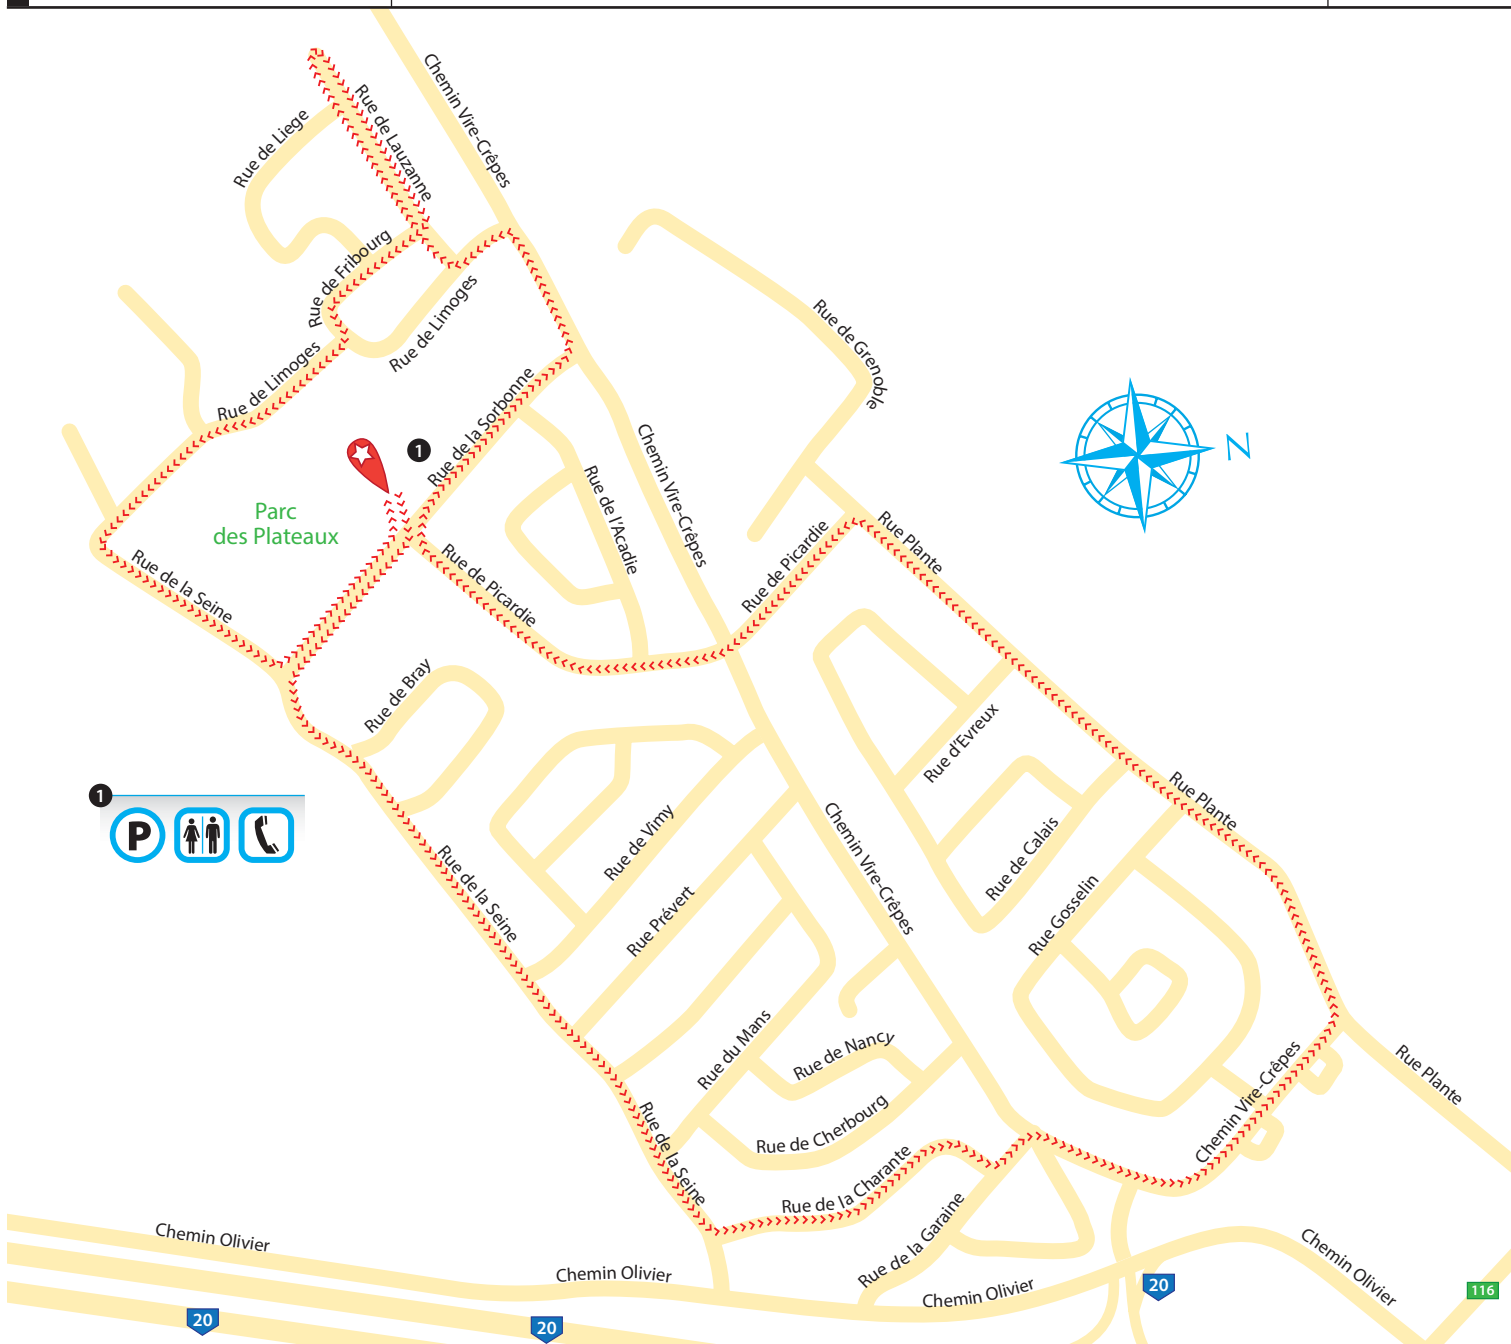 Chemin Vire-Crêpes
Rue de Lauzanne
Rue de Liege
Rue de Fribourg
Rue de Limoges
Rue de Limoges
Rue de Grenoble
Rue de la Sorbonne
1
Chemin Vire-Crêpes
Rue de l'Acadie
N
Parc
des Plateaux
Rue de la Seine
Rue de Picardie
Rue de Picardie
Rue Plante
Rue de Bray
Rue d'Evreux
Rue Plante
1
P
Rue de Vimy
Chemin Vire-Crêpes
Rue de Calais
Rue de la Seine
Rue Prévert
Rue Gosselin
Rue du Mans
Rue de Nancy
Chemin Vire-Crêpes
Rue Plante
Rue de la Seine
Rue de Cherbourg
Rue de la Charante
Rue de la Garaine
Chemin Olivier
Chemin Olivier
Chemin Olivier
Chemin Olivier
20
20
20
116